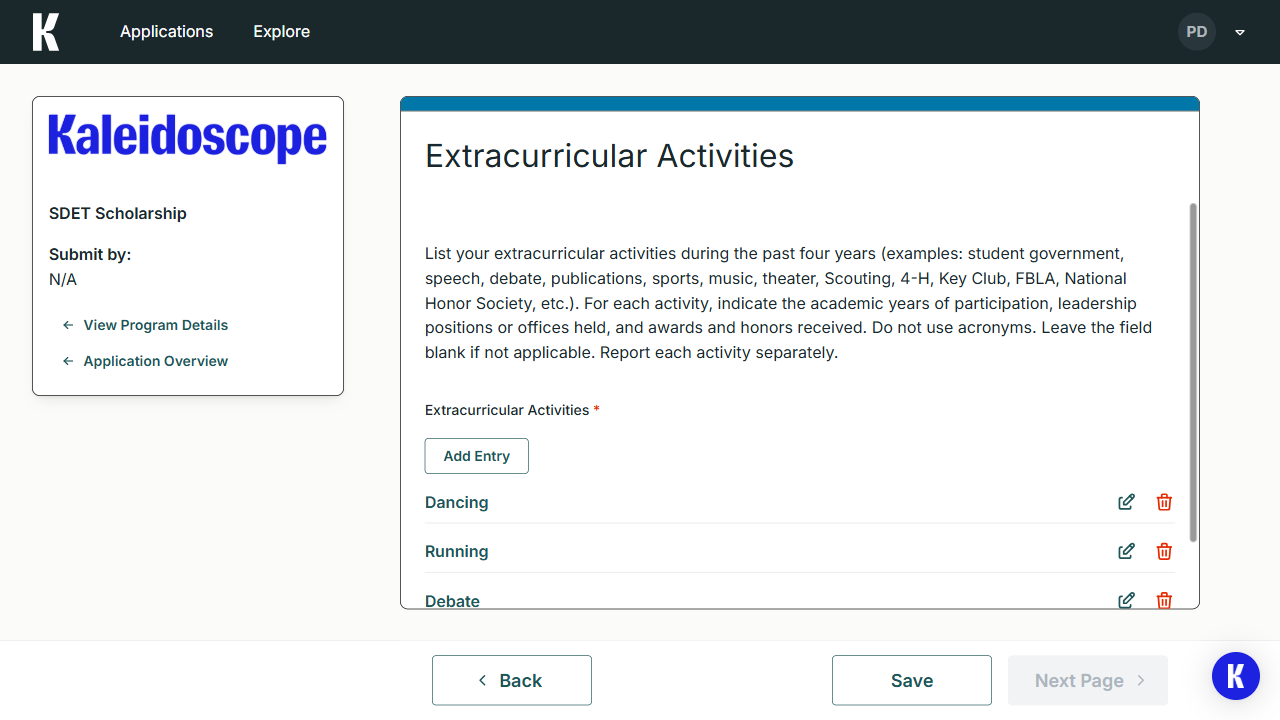 K
Applications
Explore
PD
Kaleidoscope
SDET Scholarship
Submit by:
N/A
View Program Details
Application Overview
Extracurricular Activities
List your extracurricular activities during the past four years (examples: student government,
speech, debate, publications, sports, music, theater, Scouting, 4-H, Key Club, FBLA, National
Honor Society, etc.). For each activity, indicate the academic years of participation, leadership
positions or offices held, and awards and honors received. Do not use acronyms. Leave the field
blank if not applicable. Report each activity separately.
Extracurricular Activities *
Add Entry
Dancing
Running
Debate
Back
Save
Next Page
K